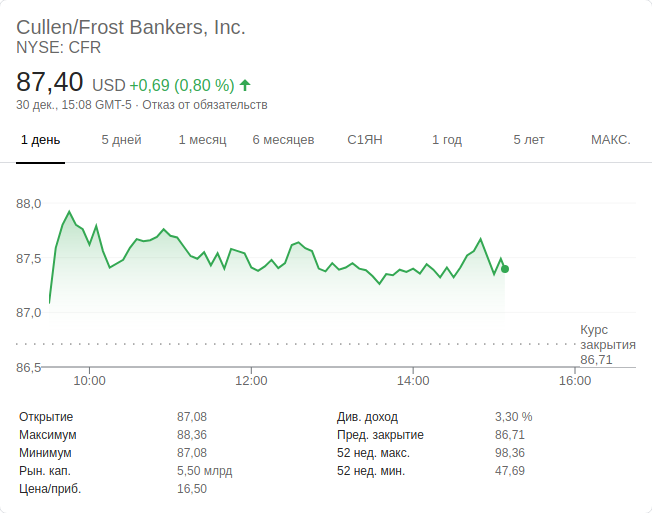 Cullen/Frost Bankers, Inc.
NYSE: CFR
87,40 USD +0,69 (0,80 %)
30 дек., 15:08 GMT-5 · Отказ от обязательств
1 день 5 дней 1 месяц 6 месяцев С1ЯН 1 год 5 лет МАКС.
88,0
87,5
87,0
Курс
закрытия
86,71
86,5
10:00 12:00 14:00 16:00
Открытие 87,08 Див. доход 3,30 %
Максимум 88,36 Пред. закрытие 86,71
Минимум 87,08 52 нед. макс. 98,36
Рын. кап. 5,50 млрд 52 нед. мин. 47,69
Цена/приб. 16,50